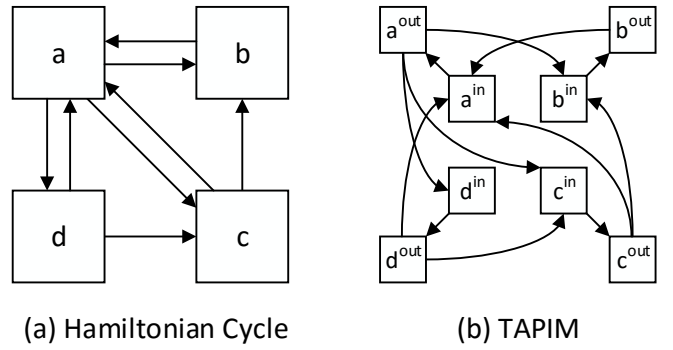 a
b
d
c
(a) Hamiltonian Cycle
a^out
b^out
a^in
b^in
d^in
c^in
d^out
c^out
(b) TAPIM